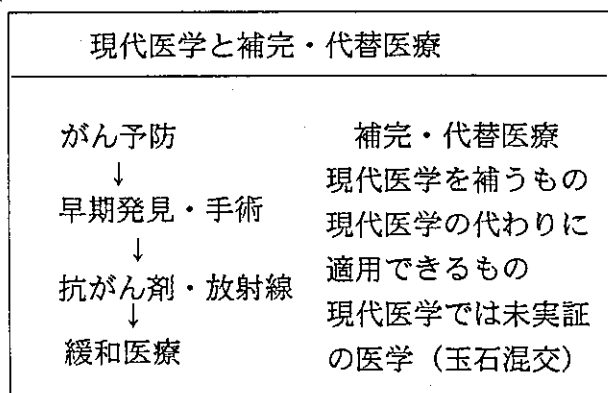 現代医学と補完・代替医療
がん予防
↓
早期発見・手術
↓
抗がん剤・放射線
↓
緩和医療
補完・代替医療
現代医学を補うもの
現代医学の代わりに
適用できるもの
現代医学では未実証
の医学（玉石混交）